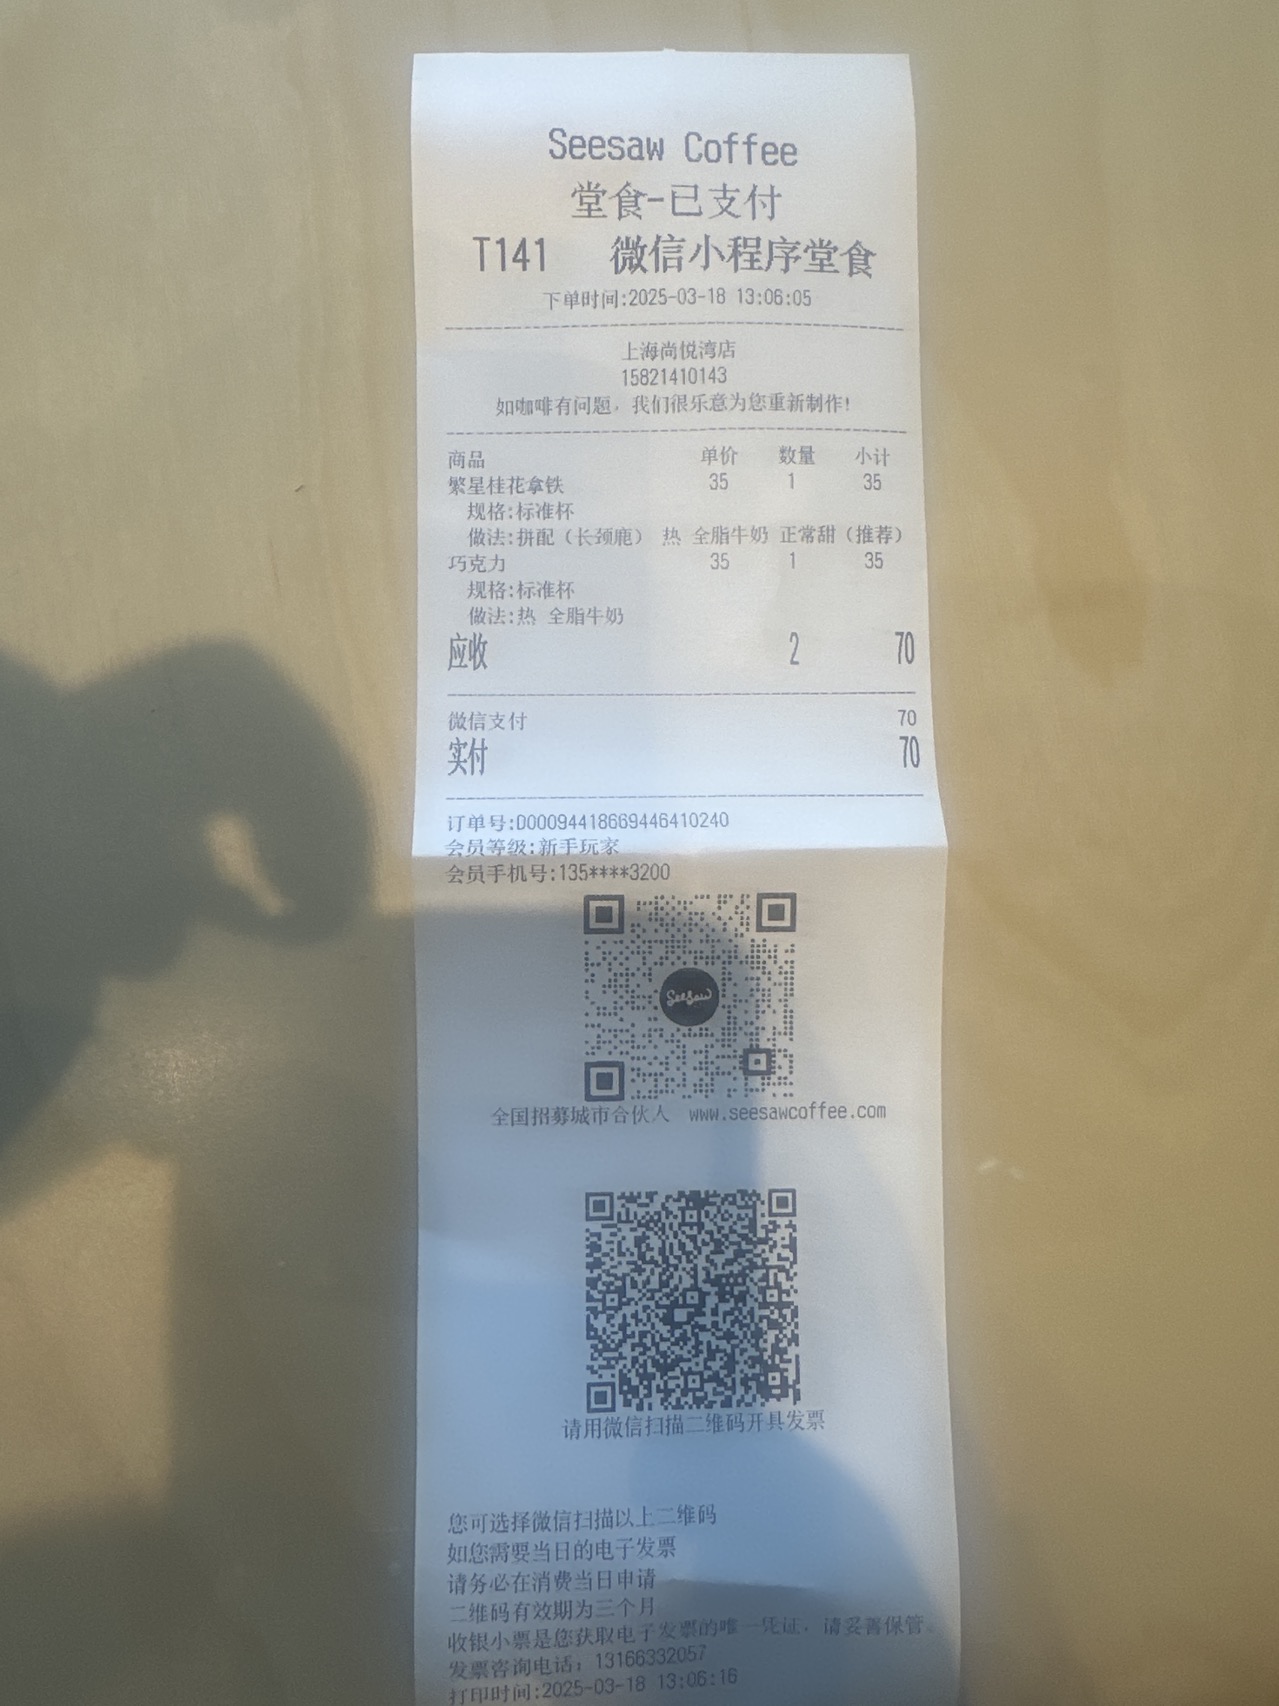 Seesaw Coffee
堂食-已支付
T141 微信小程序堂食
下单时间:2025-03-18 13:06:05
上海尚悦湾店
15821410143
如咖啡有问题，我们很乐意为您重新制作!
商品 单价 数量 小计
繁星桂花拿铁 35 1 35
规格:标准杯
做法:拼配（长颈鹿） 热 全脂牛奶 正常甜（推荐）
巧克力 35 1 35
规格:标准杯
做法:热 全脂牛奶
应收 2 70
微信支付 70
实付 70
订单号:D00094418669446410240
会员等级:新手玩家
会员手机号:135****3200
SeeSaw
全国招募城市合伙人 www.seesawcoffee.com
请用微信扫描二维码开具发票
您可选择微信扫描以上二维码
如您需要当日的电子发票
请务必在消费当日申请
二维码有效期为三个月
收银小票是您获取电子发票的唯一凭证，请妥善保管。
发票咨询电话：13166332057
打印时间:2025-03-18 13:06:16